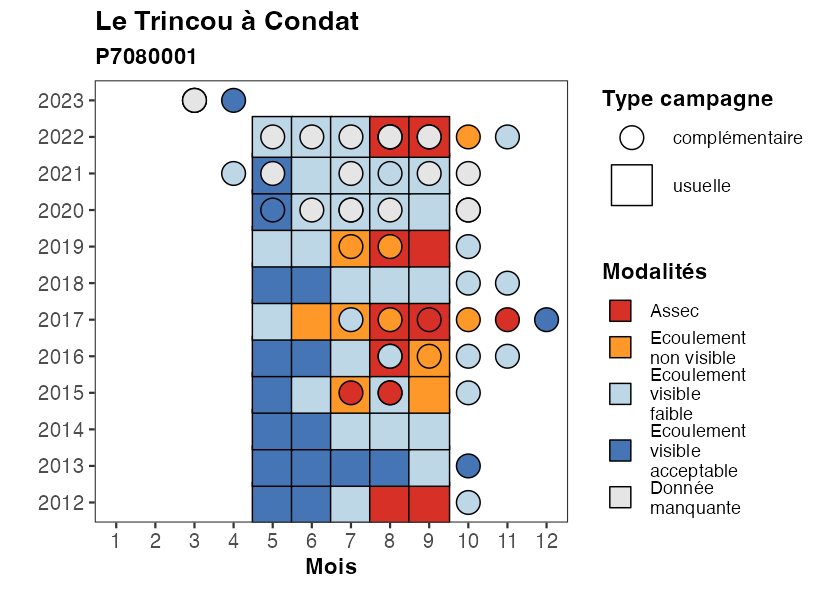 Le Trincou à Condat
P7080001
2023
2022
2021
2020
2019
2018
2017
2016
2015
2014
2013
2012
1 2 3 4 5 6 7 8 9 10 11 12
Mois
Type campagne
complémentaire
usuelle
Modalités
Assec
Ecoulement
non visible
Ecoulement
visible
faible
Ecoulement
visible
acceptable
Donnée
manquante